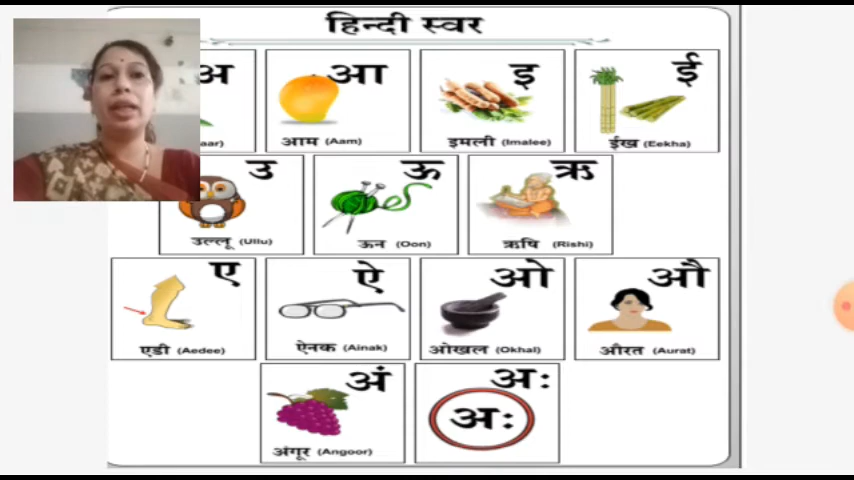 हिन्दी स्वर
अ आ इ ई
aar) आम (Aam) इमली (Imalee) ईख (Eekha)
उ ऊ ऋ
उल्लू (Ullu) ऊन (Oon) ऋषि (Rishi)
ए ऐ ओ औ
एडी (Aedee) ऐनक (Ainak) ओखल (Okhal) औरत (Aurat)
अं अः
अः
अंगूर (Angoor)